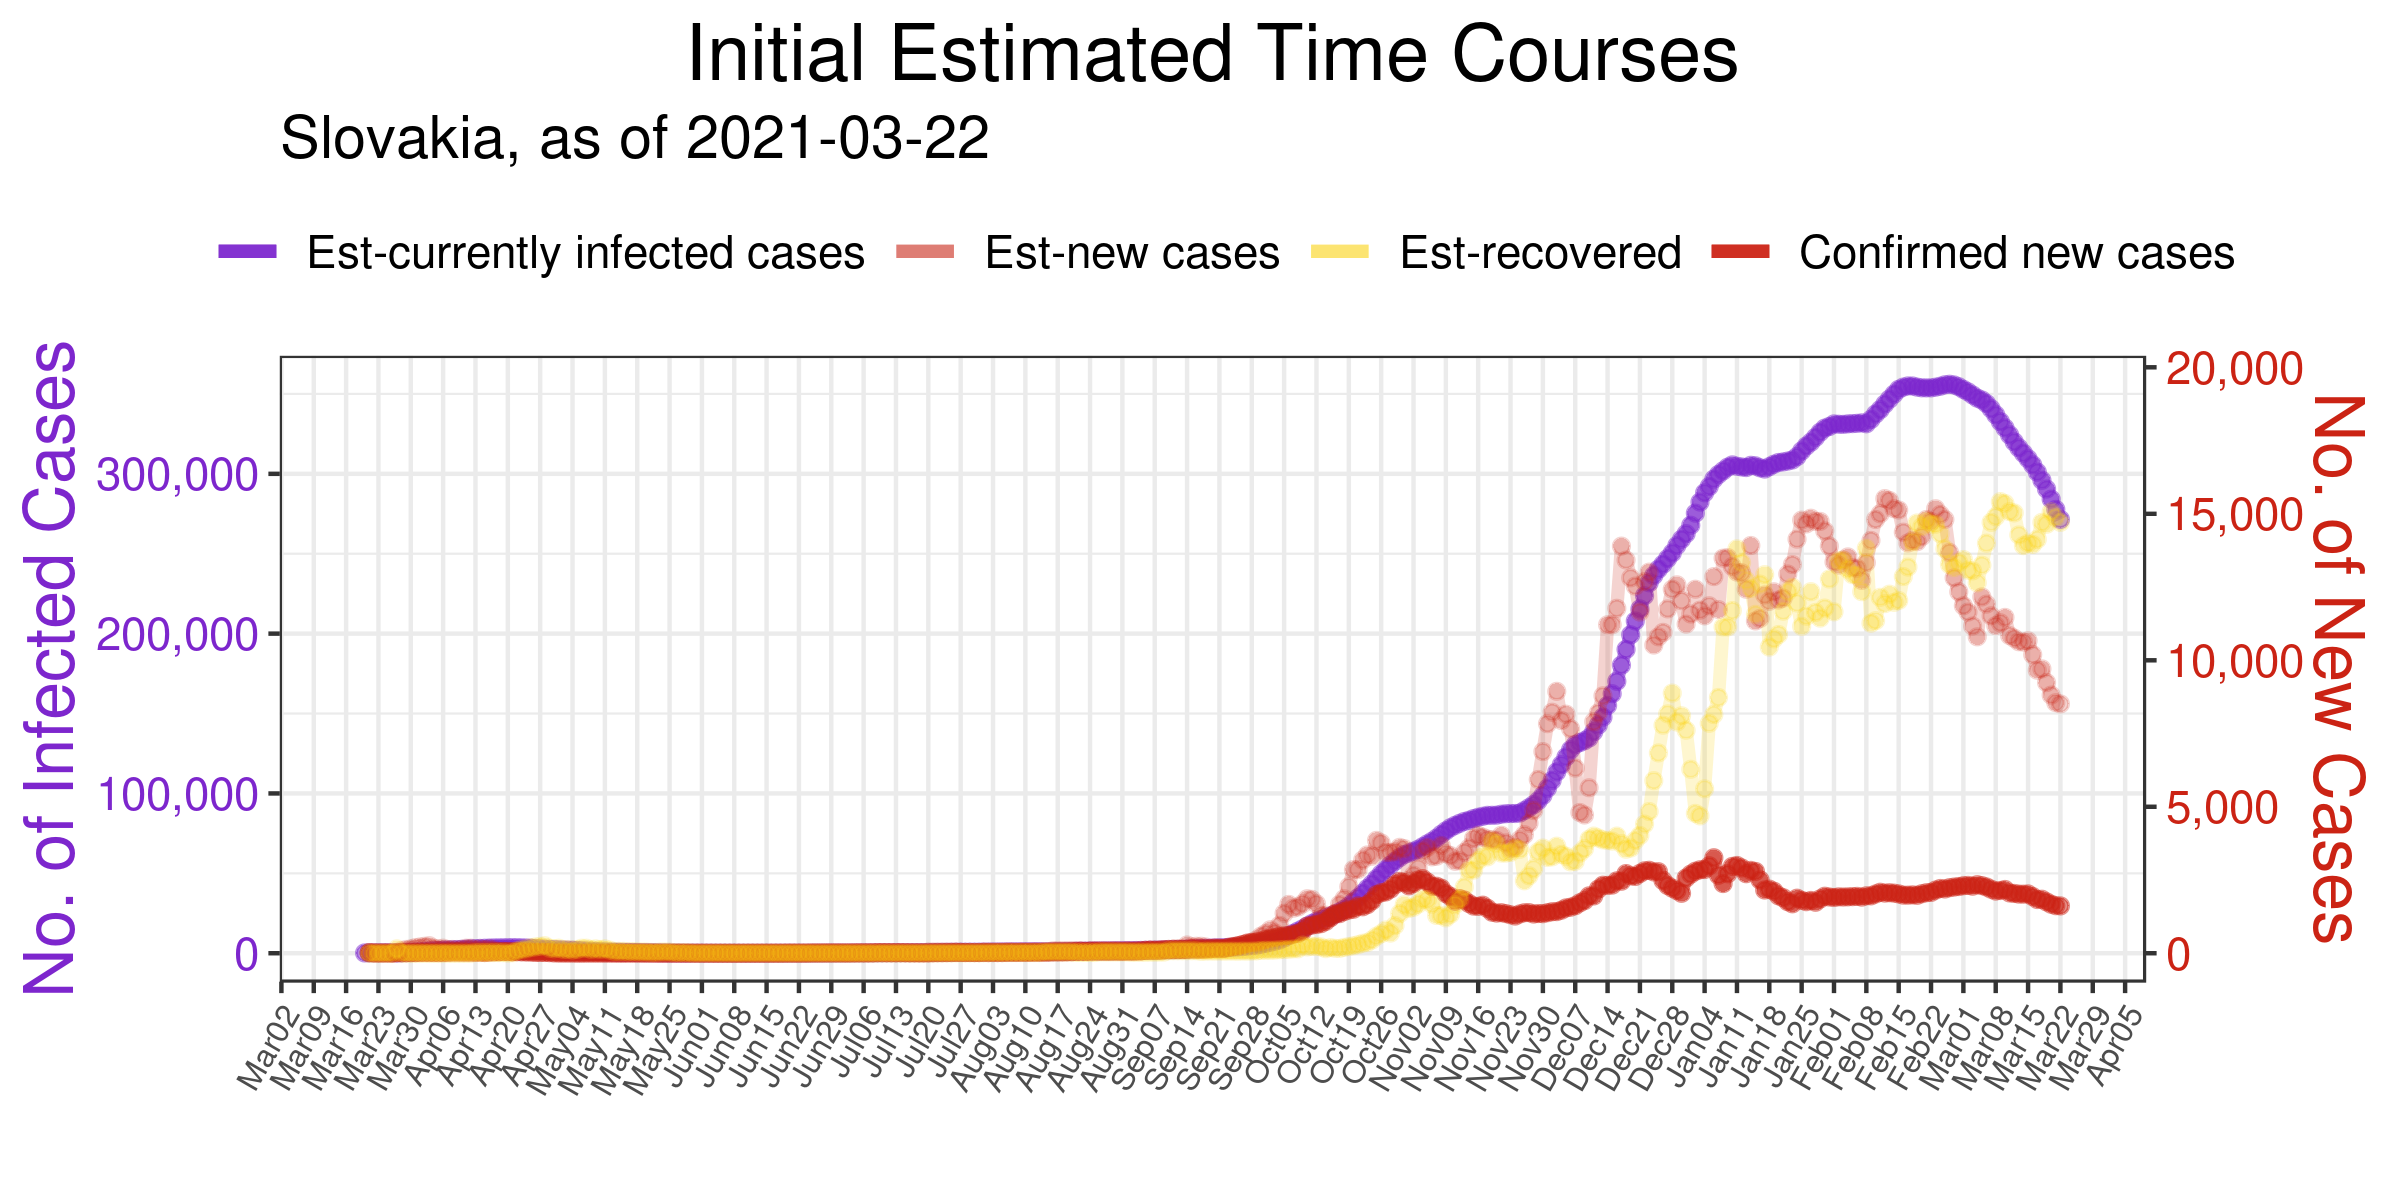 Initial Estimated Time Courses
Slovakia, as of 2021-03-22
Est-currently infected cases Est-new cases Est-recovered Confirmed new cases
No. of Infected Cases
300,000
200,000
100,000
0
20,000
15,000
10,000
5,000
0
No. of New Cases
Mar02 Mar09 Mar16 Mar23 Mar30 Apr06 Apr13 Apr20 Apr27 May04 May11 May18 May25 Jun01 Jun08 Jun15 Jun22 Jun29 Jul06 Jul13 Jul20 Jul27 Aug03 Aug10 Aug17 Aug24 Aug31 Sep07 Sep14 Sep21 Sep28 Oct05 Oct12 Oct19 Oct26 Nov02 Nov09 Nov16 Nov23 Nov30 Dec07 Dec14 Dec21 Dec28 Jan04 Jan11 Jan18 Jan25 Feb01 Feb08 Feb15 Feb22 Mar01 Mar08 Mar15 Mar22 Mar29 Apr05